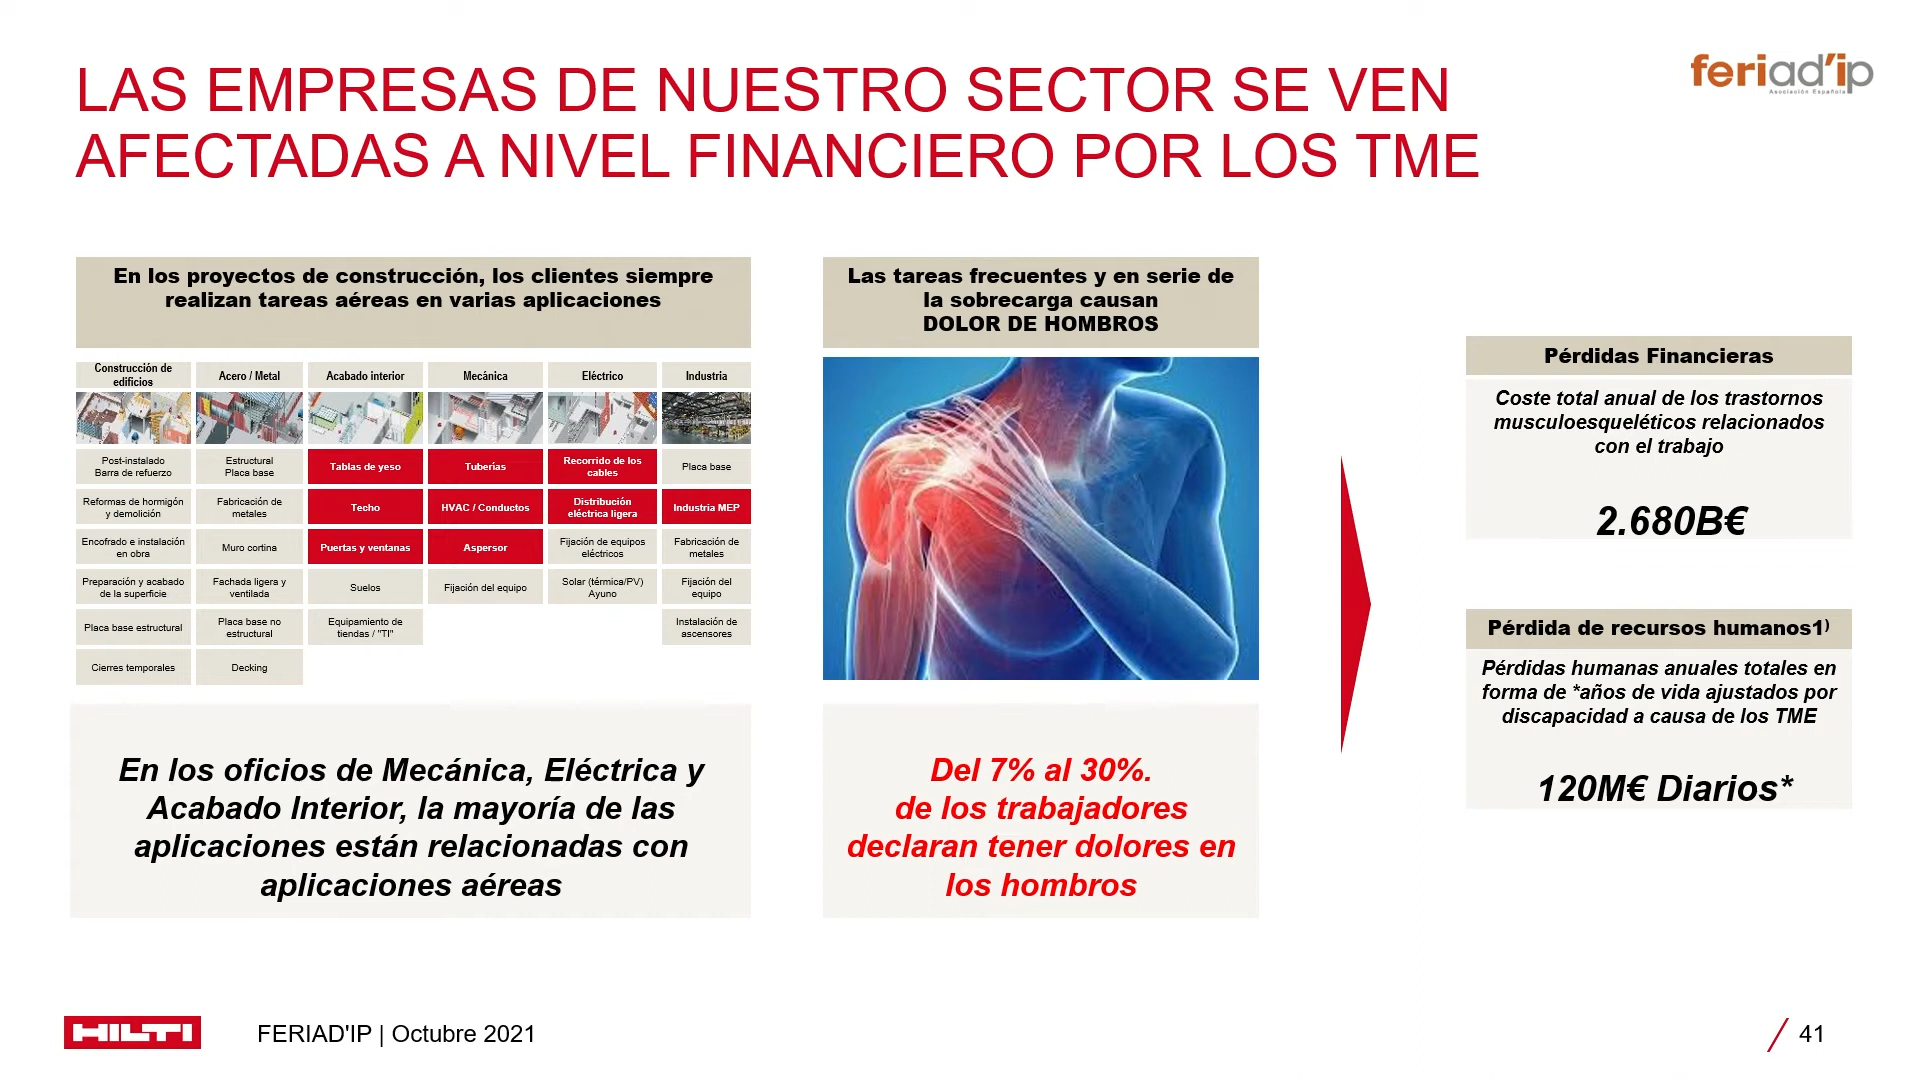 LAS EMPRESAS DE NUESTRO SECTOR SE VEN
AFECTADAS A NIVEL FINANCIERO POR LOS TME
feriad'ip
Asociación Española
En los proyectos de construcción, los clientes siempre
realizan tareas aéreas en varias aplicaciones
Construcción de
edificios
Acero / Metal
Acabado interior
Mecánica
Eléctrico
Industria
Post-instalado
Barra de refuerzo
Estructural
Placa base
Tablas de yeso
Tuberías
Recorrido de los
cables
Placa base
Reformas de hormigón
y demolición
Fabricación de
metales
Techo
HVAC / Conductos
Distribución
eléctrica ligera
Industria MEP
Encofrado e instalación
en obra
Muro cortina
Puertas y ventanas
Aspersor
Fijación de equipos
eléctricos
Fabricación de
metales
Preparación y acabado
de la superficie
Fachada ligera y
ventilada
Suelos
Fijación del equipo
Solar (térmica/PV)
Ayuno
Fijación del
equipo
Placa base estructural
Placa base no
estructural
Equipamiento de
tiendas / "TI"
Instalación de
ascensores
Cierres temporales
Decking
En los oficios de Mecánica, Eléctrica y
Acabado Interior, la mayoría de las
aplicaciones están relacionadas con
aplicaciones aéreas
Las tareas frecuentes y en serie de
la sobrecarga causan
DOLOR DE HOMBROS
Del 7% al 30%.
de los trabajadores
declaran tener dolores en
los hombros
Pérdidas Financieras
Coste total anual de los trastornos
musculoesqueléticos relacionados
con el trabajo
2.680B€
Pérdida de recursos humanos1)
Pérdidas humanas anuales totales en
forma de *años de vida ajustados por
discapacidad a causa de los TME
120M€ Diarios*
HILTI
FERIAD'IP | Octubre 2021
41